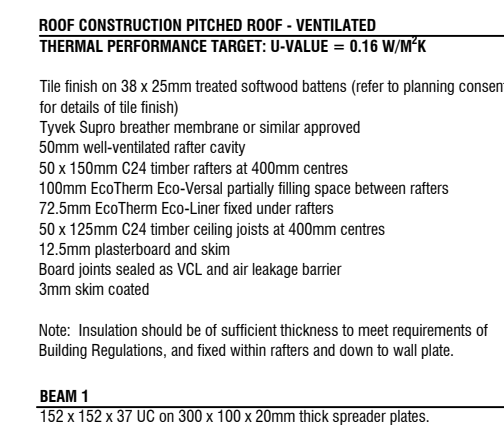 ROOF CONSTRUCTION PITCHED ROOF - VENTILATED
THERMAL PERFORMANCE TARGET: U-VALUE = 0.16 W/M²K
Tile finish on 38 x 25mm treated softwood battens (refer to planning consent
for details of tile finish)
Tyvek Supro breather membrane or similar approved
50mm well-ventilated rafter cavity
50 x 150mm C24 timber rafters at 400mm centres
100mm EcoTherm Eco-Versal partially filling space between rafters
72.5mm EcoTherm Eco-Liner fixed under rafters
50 x 125mm C24 timber ceiling joists at 400mm centres
12.5mm plasterboard and skim
Board joints sealed as VCL and air leakage barrier
3mm skim coated
Note: Insulation should be of sufficient thickness to meet requirements of
Building Regulations, and fixed within rafters and down to wall plate.
BEAM 1
152 x 152 x 37 UC on 300 x 100 x 20mm thick spreader plates.